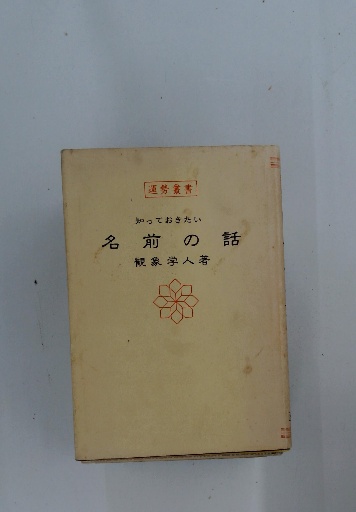 運勢叢書
知っておきたい
名前の話
観象学人著